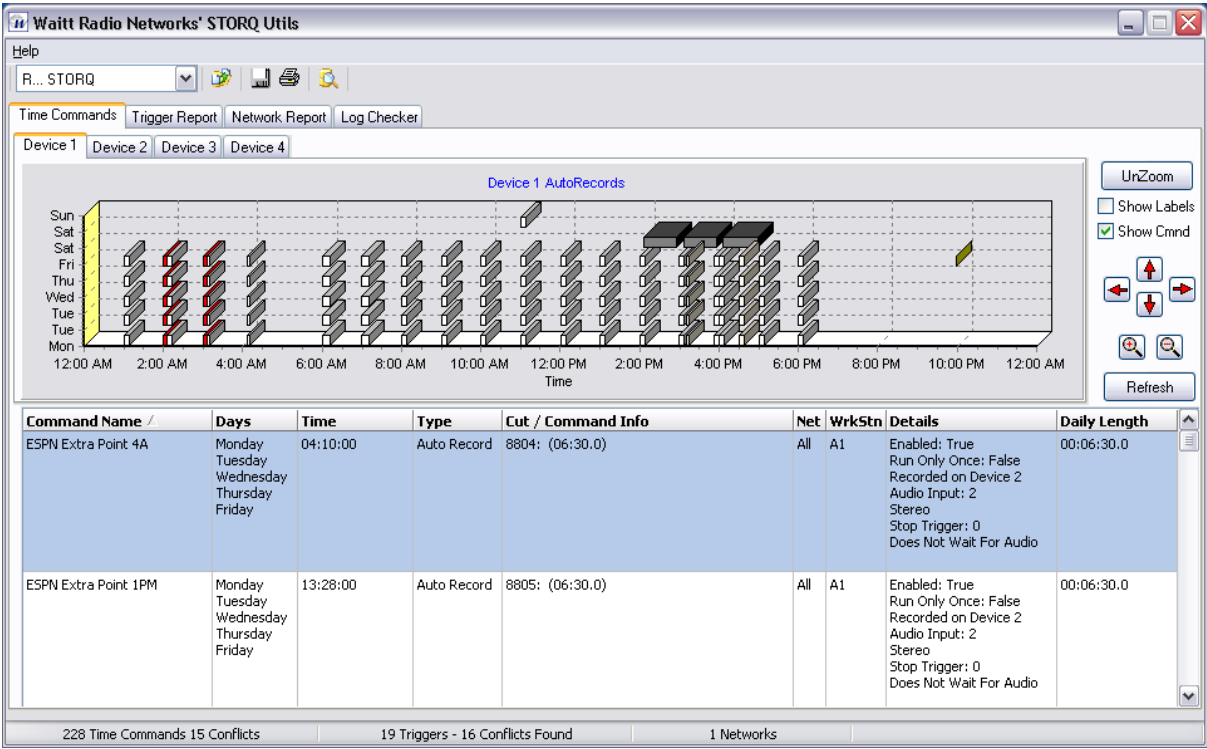 Waitt Radio Networks' STORQ Utils
Help
R... STORQ
Time Commands Trigger Report Network Report Log Checker
Device 1 Device 2 Device 3 Device 4
Device 1 AutoRecords
UnZoom
Show Labels
Show Cmnd
Sun
Sat
Sat
Fri
Thu
Wed
Tue
Tue
Mon
12:00 AM 2:00 AM 4:00 AM 6:00 AM 8:00 AM 10:00 AM 12:00 PM 2:00 PM 4:00 PM 6:00 PM 8:00 PM 10:00 PM 12:00 AM
Time
Refresh
Command Name Days Time Type Cut / Command Info Net WrkStn Details Daily Length
ESPN Extra Point 4A Monday 04:10:00 Auto Record 8804: (06:30.0) All A1 Enabled: True 00:06:30.0
Tuesday Run Only Once: False
Wednesday Recorded on Device 2
Thursday Audio Input: 2
Friday Stereo
Stop Trigger: 0
Does Not Wait For Audio
ESPN Extra Point 1PM Monday 13:28:00 Auto Record 8805: (06:30.0) All A1 Enabled: True 00:06:30.0
Tuesday Run Only Once: False
Wednesday Recorded on Device 2
Thursday Audio Input: 2
Friday Stereo
Stop Trigger: 0
Does Not Wait For Audio
228 Time Commands 15 Conflicts 19 Triggers - 16 Conflicts Found 1 Networks